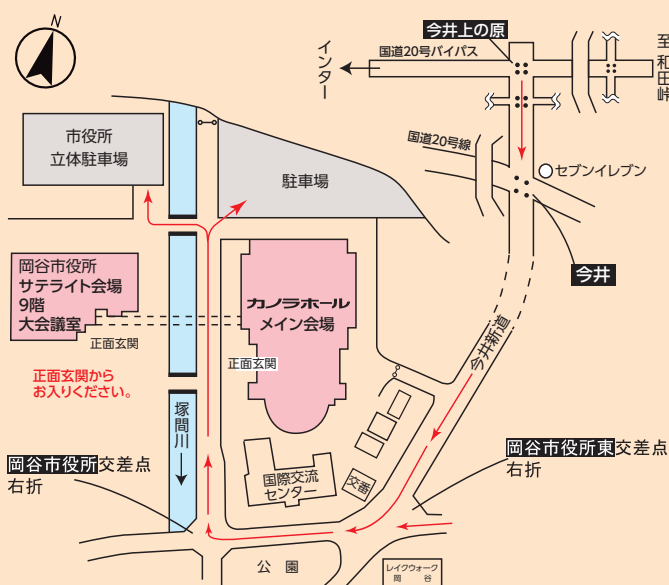 N
今井上の原
国道20号バイパス
インター
至 和田峠
国道20号線
セブンイレブン
今井
市役所
立体駐車場
駐車場
岡谷市役所
サテライト会場
9階
大会議室
正面玄関
カノラホール
メイン会場
正面玄関
今井新道
正面玄関から
お入りください。
塚間川
岡谷市役所交差点
右折
岡谷市役所東交差点
右折
国際交流
センター
交番
公園
レイクウォーク
岡谷